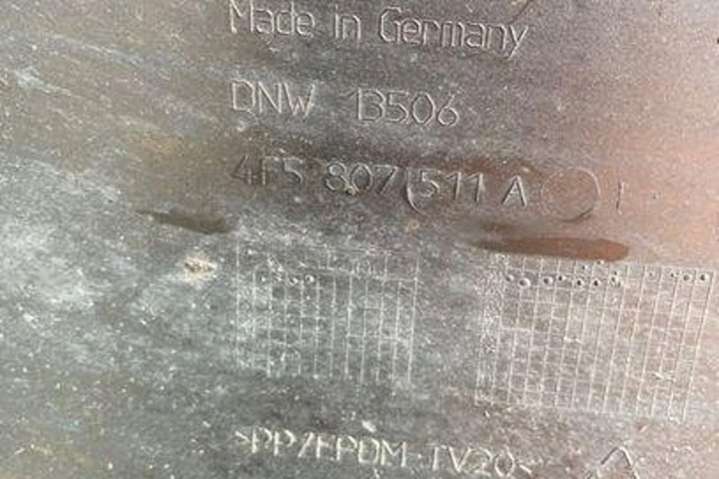 Made in Germany
DNW 13506
4F5 807 511 A
>PP/EPDM-TV20<